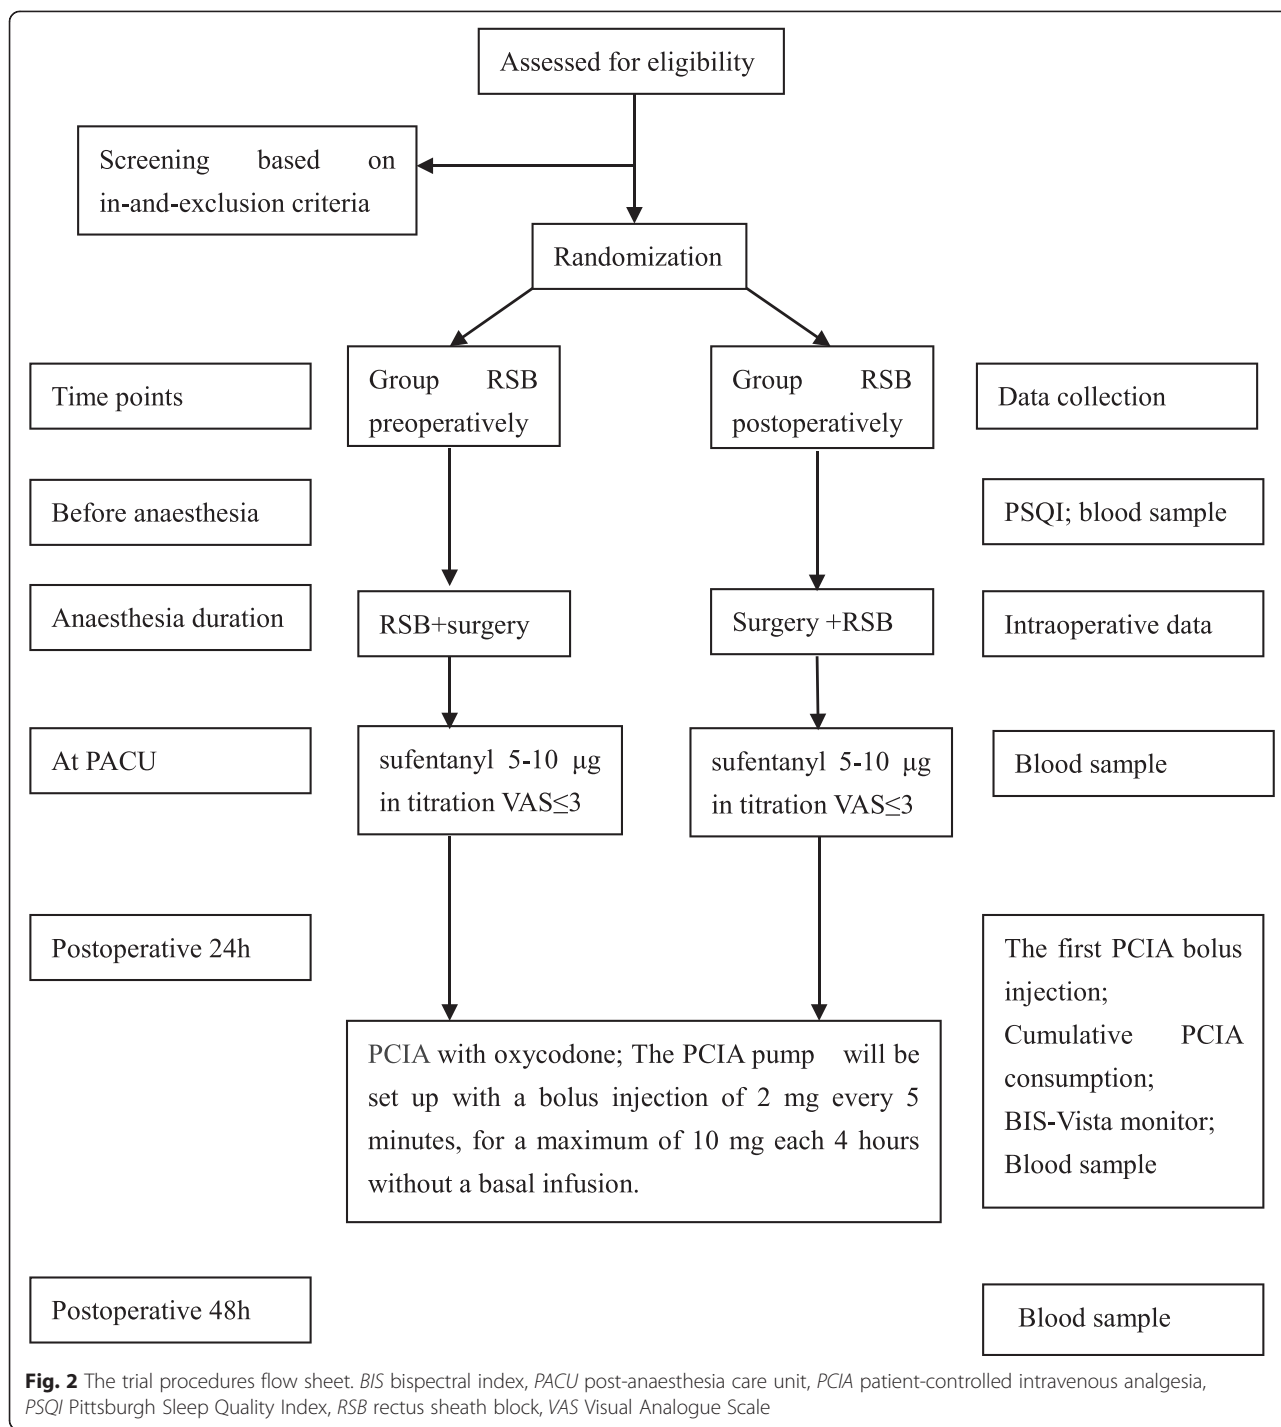 Assessed for eligibility
Screening based on
in-and-exclusion criteria
Randomization
Time points
Group RSB
preoperatively
Group RSB
postoperatively
Data collection
Before anaesthesia
PSQI; blood sample
Anaesthesia duration
RSB+surgery
Surgery +RSB
Intraoperative data
At PACU
sufentanyl 5-10 μg
in titration VAS≤3
sufentanyl 5-10 μg
in titration VAS≤3
Blood sample
Postoperative 24h
The first PCIA bolus
injection;
Cumulative PCIA
consumption;
BIS-Vista monitor;
Blood sample
PCIA with oxycodone; The PCIA pump will be
set up with a bolus injection of 2 mg every 5
minutes, for a maximum of 10 mg each 4 hours
without a basal infusion.
Postoperative 48h
Blood sample
Fig. 2 The trial procedures flow sheet. BIS bispectral index, PACU post-anaesthesia care unit, PCIA patient-controlled intravenous analgesia,
PSQI Pittsburgh Sleep Quality Index, RSB rectus sheath block, VAS Visual Analogue Scale